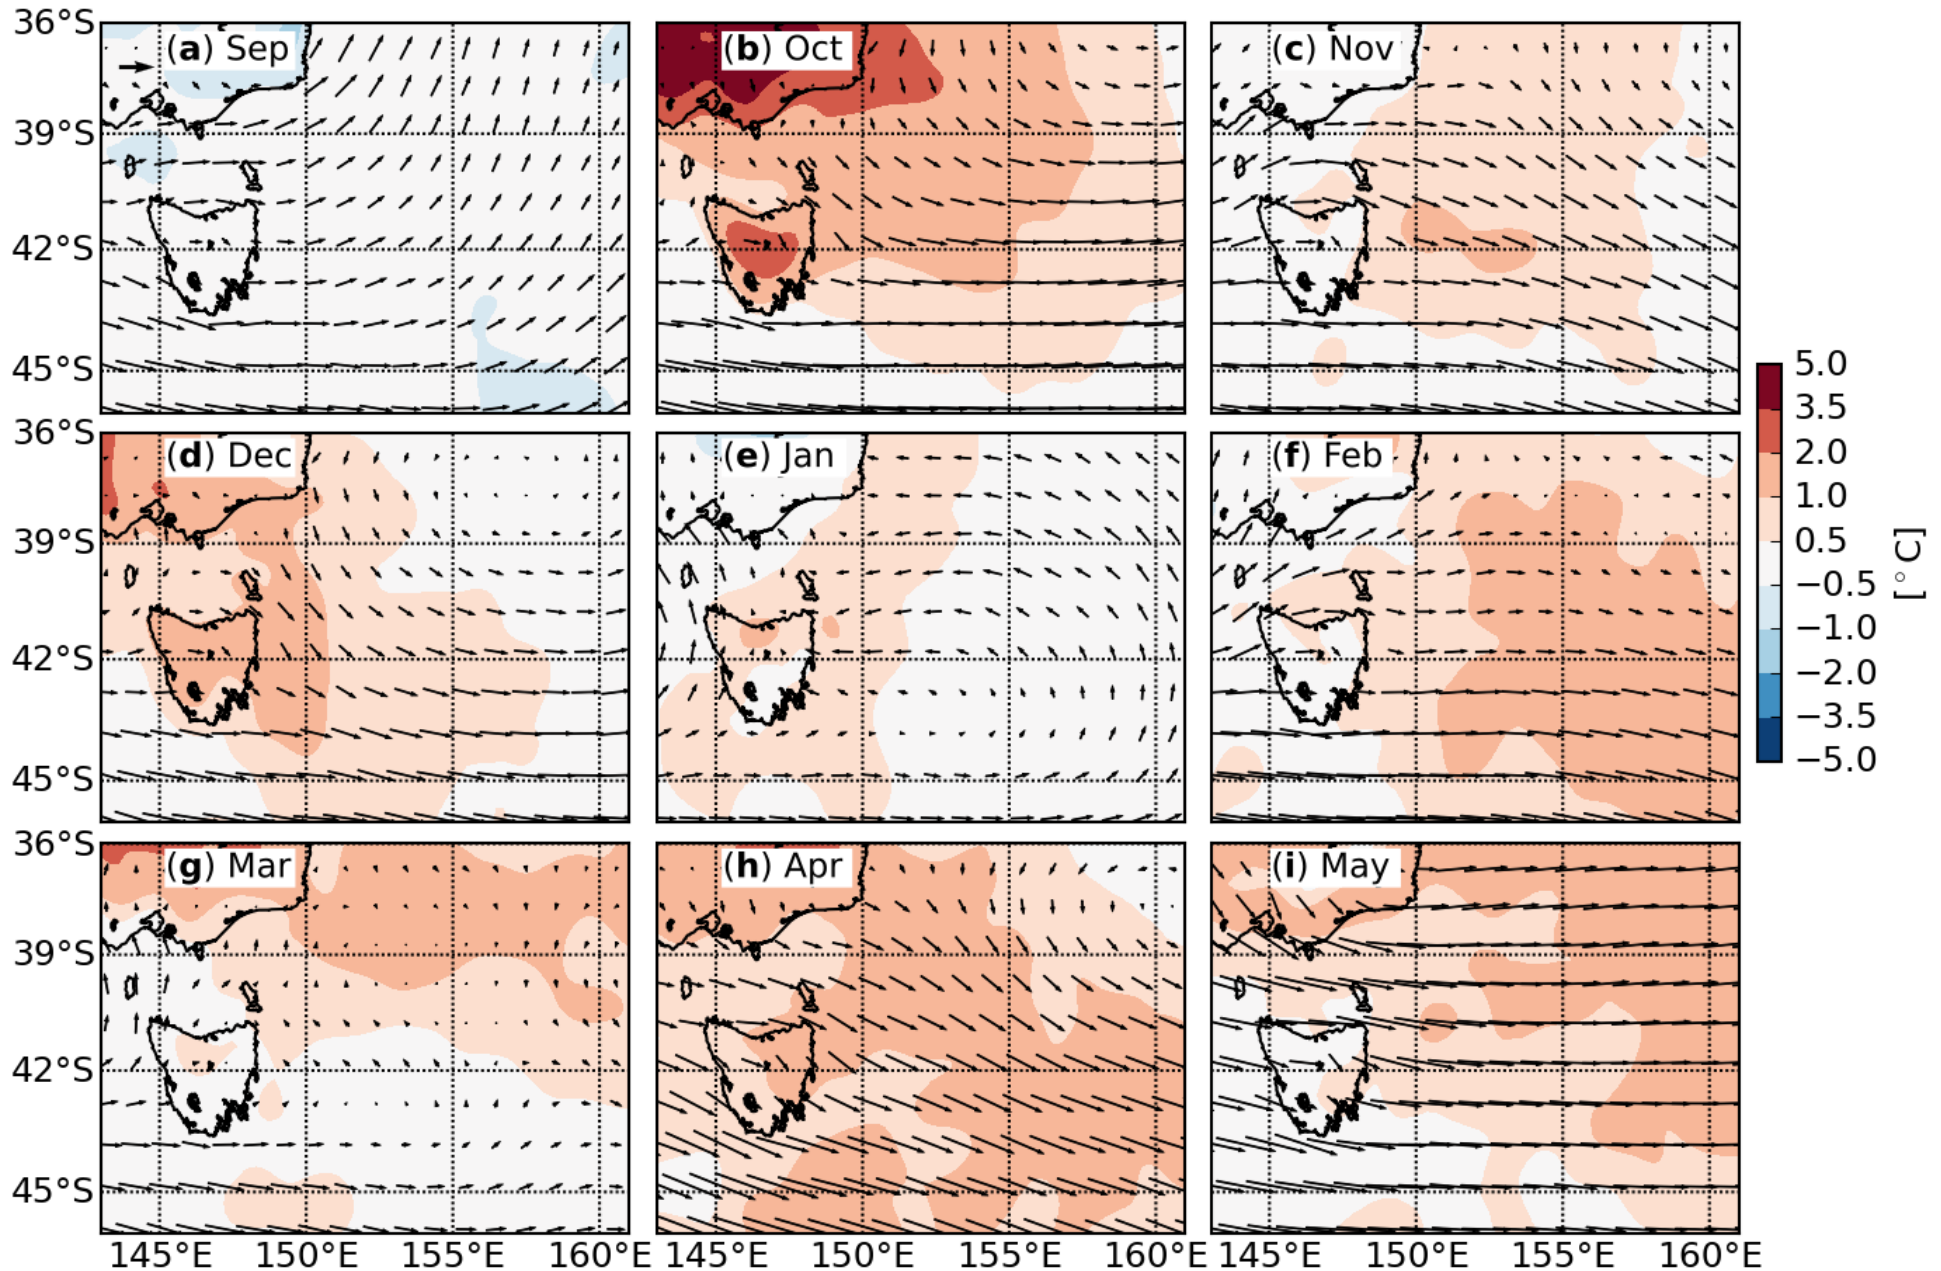 36°S
39°S
42°S
45°S
(a) Sep
(b) Oct
(c) Nov
36°S
39°S
42°S
45°S
(d) Dec
(e) Jan
(f) Feb
36°S
39°S
42°S
45°S
(g) Mar
(h) Apr
(i) May
145°E 150°E 155°E 160°E
145°E 150°E 155°E 160°E
145°E 150°E 155°E 160°E
5.0
3.5
2.0
1.0
0.5
−0.5
−1.0
−2.0
−3.5
−5.0
[°C]